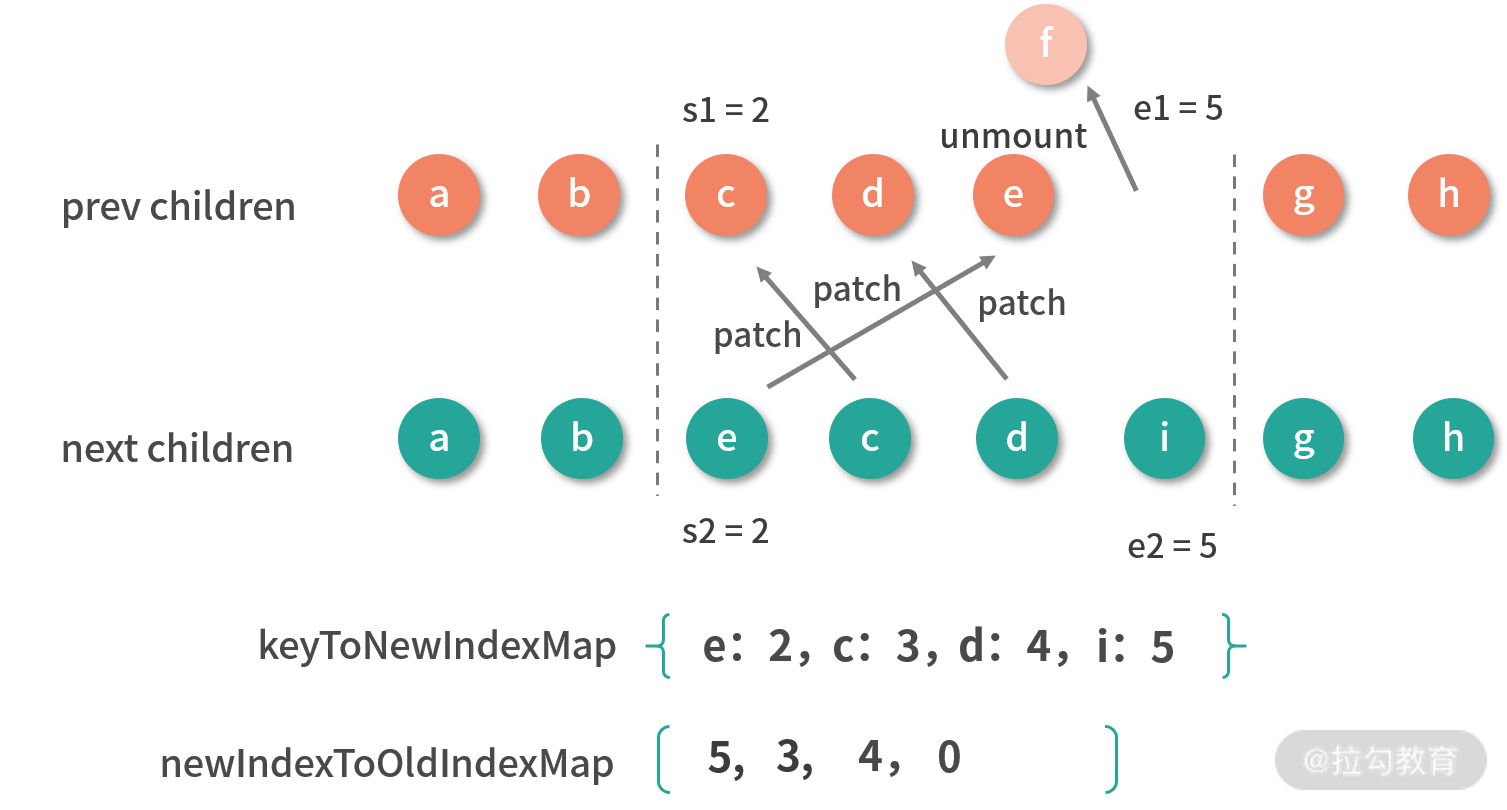 f
s1 = 2
e1 = 5
unmount
prev children
a b c d e g h
patch
patch
patch
next children
a b e c d i g h
s2 = 2
e2 = 5
keyToNewIndexMap { e：2，c：3，d：4，i：5 }
newIndexToOldIndexMap [ 5, 3, 4，0 ]
@拉勾教育